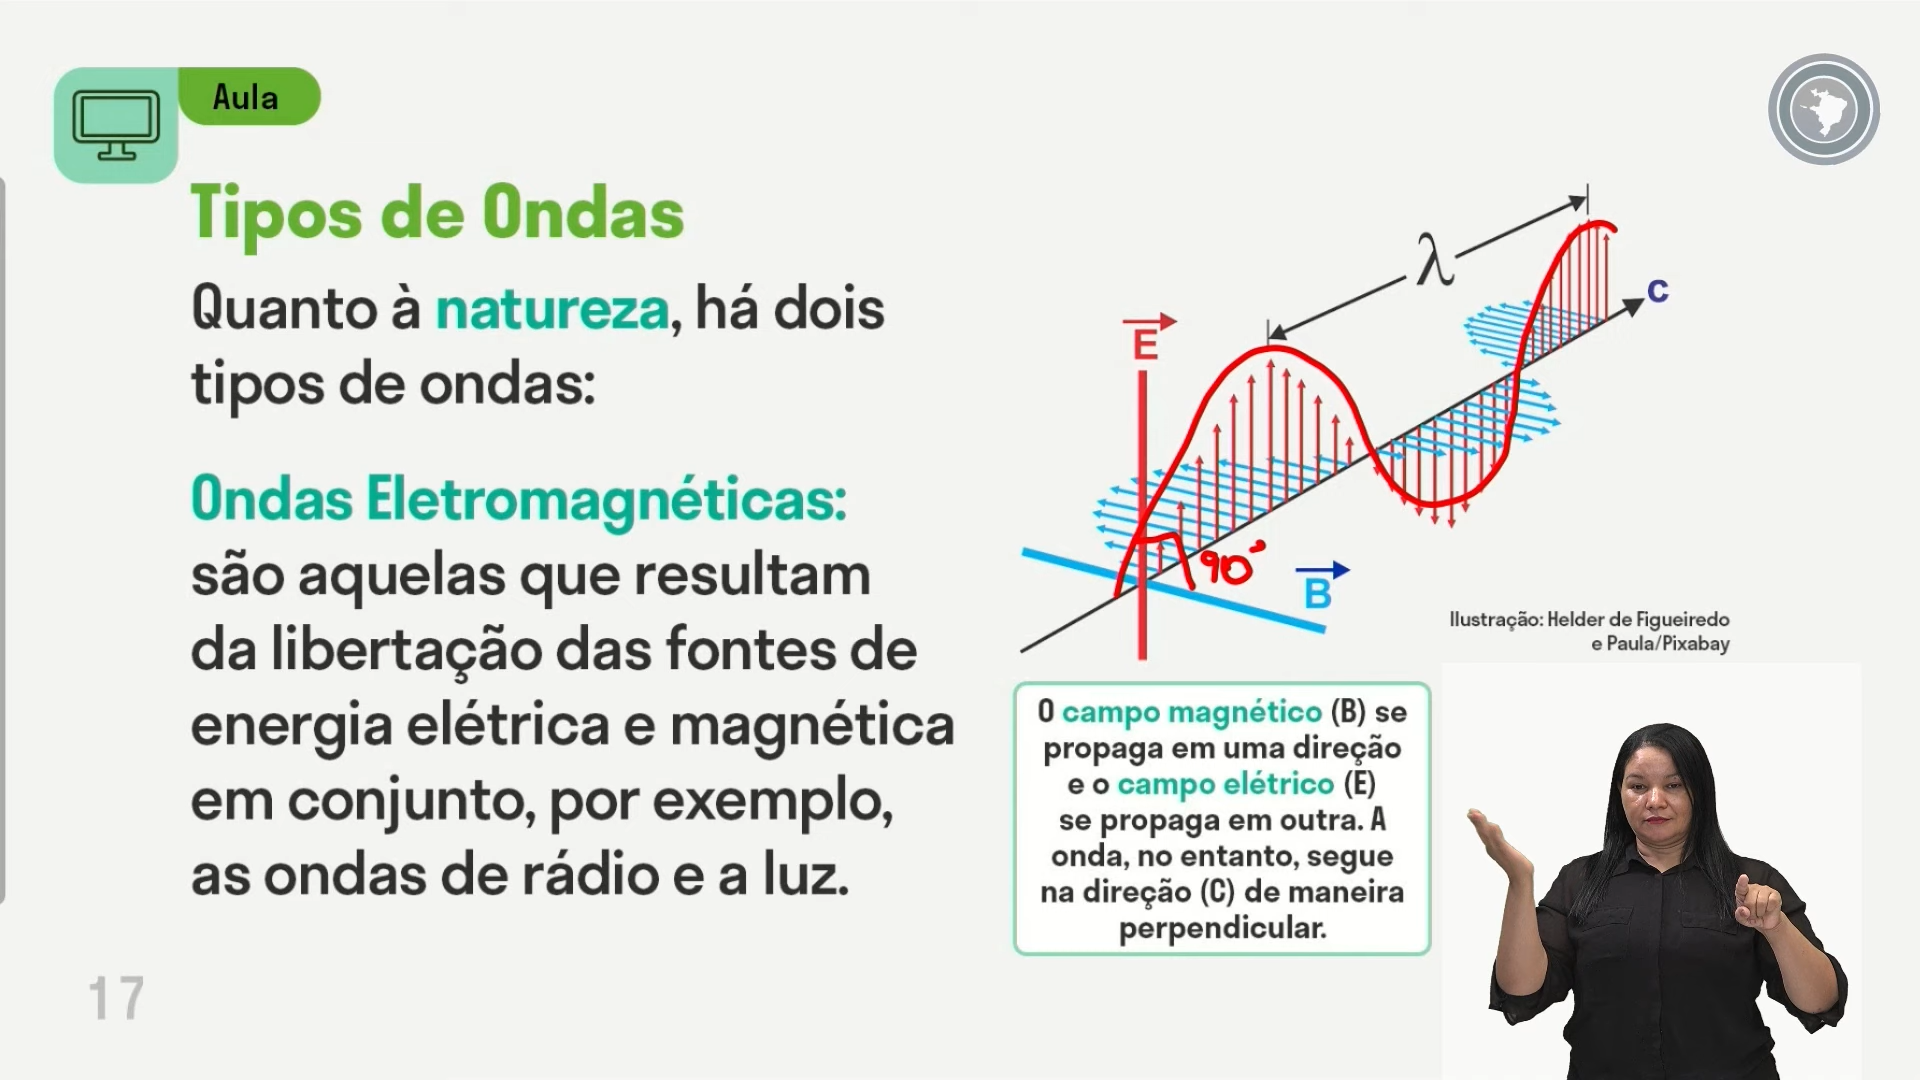 Aula
Tipos de Ondas
Quanto à natureza, há dois
tipos de ondas:
Ondas Eletromagnéticas:
são aquelas que resultam
da libertação das fontes de
energia elétrica e magnética
em conjunto, por exemplo,
as ondas de rádio e a luz.
17
λ
C
E
90°
B
Ilustração: Helder de Figueiredo
e Paula/Pixabay
O campo magnético (B) se
propaga em uma direção
e o campo elétrico (E)
se propaga em outra. A
onda, no entanto, segue
na direção (C) de maneira
perpendicular.